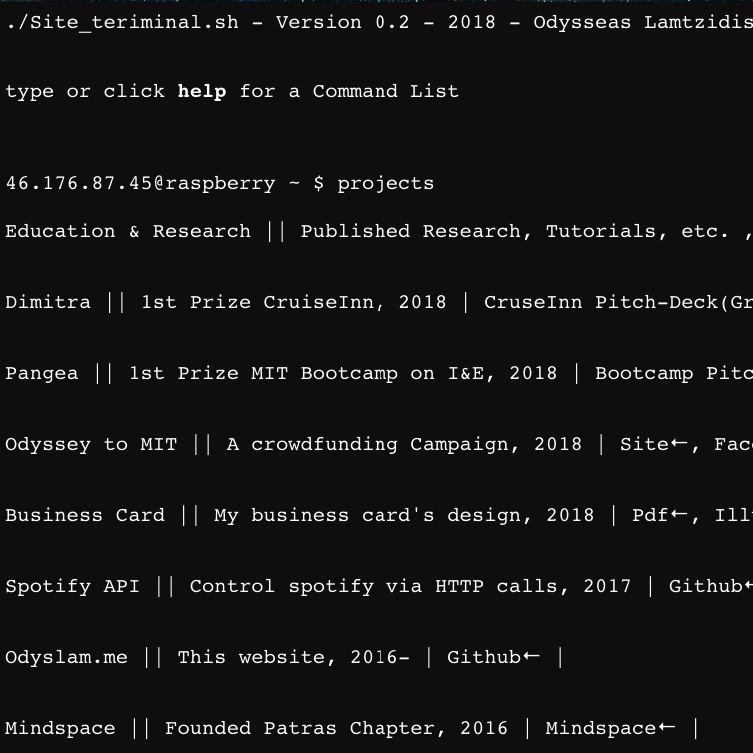 ./Site_teriminal.sh - Version 0.2 - 2018 - Odysseas Lamtzidis
type or click help for a Command List
46.176.87.45@raspberry ~ $ projects
Education & Research || Published Research, Tutorials, etc. ,
Dimitra || 1st Prize CruiseInn, 2018 | CruseInn Pitch-Deck(Gr
Pangea || 1st Prize MIT Bootcamp on I&E, 2018 | Bootcamp Pitc
Odyssey to MIT || A crowdfunding Campaign, 2018 | Site←, Fac
Business Card || My business card's design, 2018 | Pdf←, Ill
Spotify API || Control spotify via HTTP calls, 2017 | Github←
Odyslam.me || This website, 2016- | Github← |
Mindspace || Founded Patras Chapter, 2016 | Mindspace← |